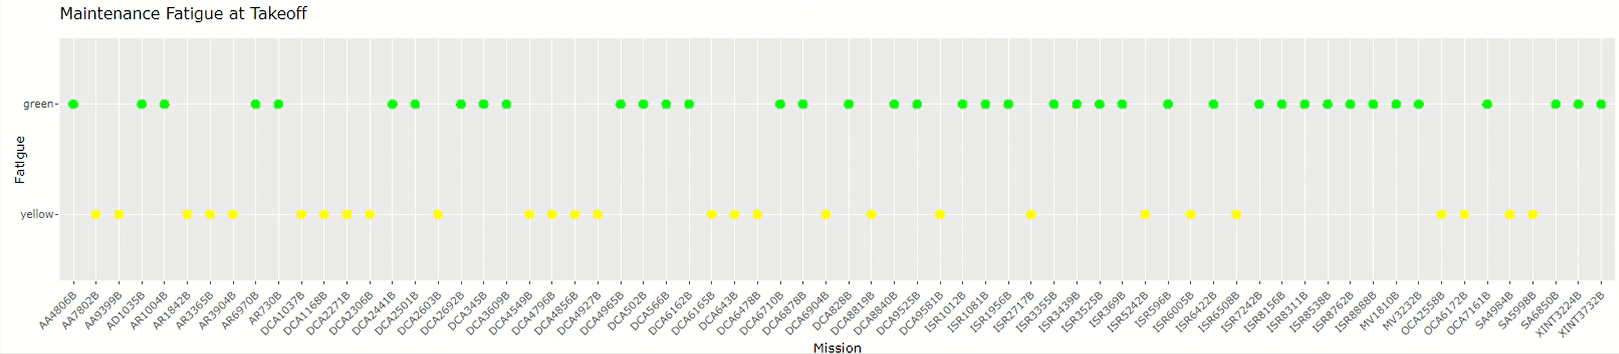 Maintenance Fatigue at Takeoff
green
yellow
Fatigue
AA4806B
AA7802B
AA9399B
AD1035B
AR1004B
AR1842B
AR3365B
AR3904B
AR6970B
AR730B
DCA1037B
DCA1168B
DCA2271B
DCA2306B
DCA2441B
DCA2501B
DCA2603B
DCA2692B
DCA345B
DCA3609B
DCA4549B
DCA4796B
DCA4856B
DCA4927B
DCA4965B
DCA502B
DCA566B
DCA6162B
DCA6165B
DCA643B
DCA6478B
DCA6710B
DCA6878B
DCA6904B
DCA828B
DCA8819B
DCA8840B
DCA9525B
DCA9581B
ISR1012B
ISR1081B
ISR1956B
ISR2717B
ISR3355B
ISR3439B
ISR3525B
ISR369B
ISR5242B
ISR596B
ISR6005B
ISR6422B
ISR6508B
ISR7242B
ISR8156B
ISR8311B
ISR8538B
ISR8762B
ISR8888B
MV1810B
MV3232B
OCA2558B
OCA6172B
OCA7161B
SA4994B
SA5998B
SA6850B
XINT3224B
XINT3732B
Mission